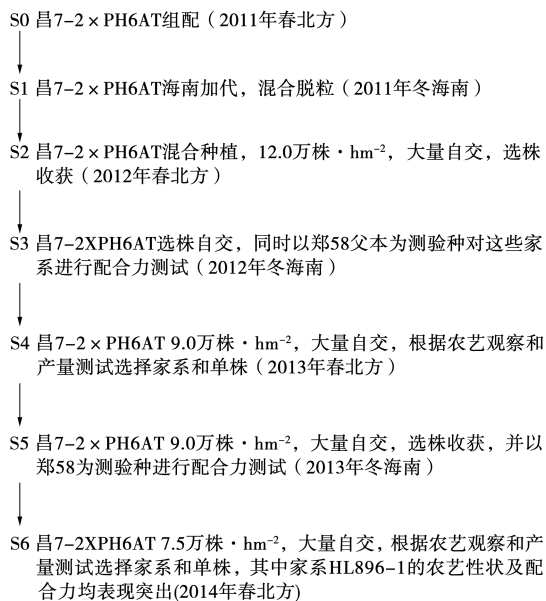 S0 昌7-2×PH6AT组配（2011年春北方）
S1 昌7-2×PH6AT海南加代，混合脱粒（2011年冬海南）
S2 昌7-2×PH6AT混合种植，12.0万株·hm⁻²，大量自交，选株
收获（2012年春北方）
S3 昌7-2XPH6AT选株自交，同时以郑58父本为测验种对这些家
系进行配合力测试（2012年冬海南）
S4 昌7-2×PH6AT 9.0万株·hm⁻²，大量自交，根据农艺观察和
产量测试选择家系和单株（2013年春北方）
S5 昌7-2×PH6AT 9.0万株·hm⁻²，大量自交，选株收获，并以
郑58为测验种进行配合力测试（2013年冬海南）
S6 昌7-2XPH6AT 7.5万株·hm⁻²，大量自交，根据农艺观察和产
量测试选择家系和单株，其中家系HL896-1的农艺性状及配
合力均表现突出(2014年春北方)